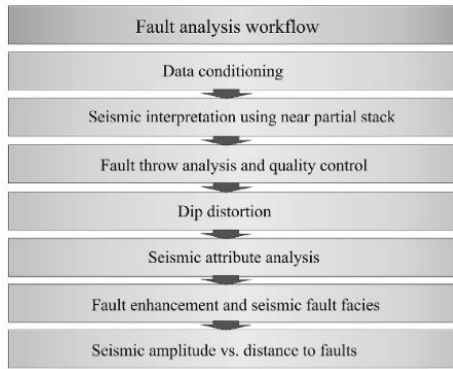 Fault analysis workflow
Data conditioning
Seismic interpretation using near partial stack
Fault throw analysis and quality control
Dip distortion
Seismic attribute analysis
Fault enhancement and seismic fault facies
Seismic amplitude vs. distance to faults